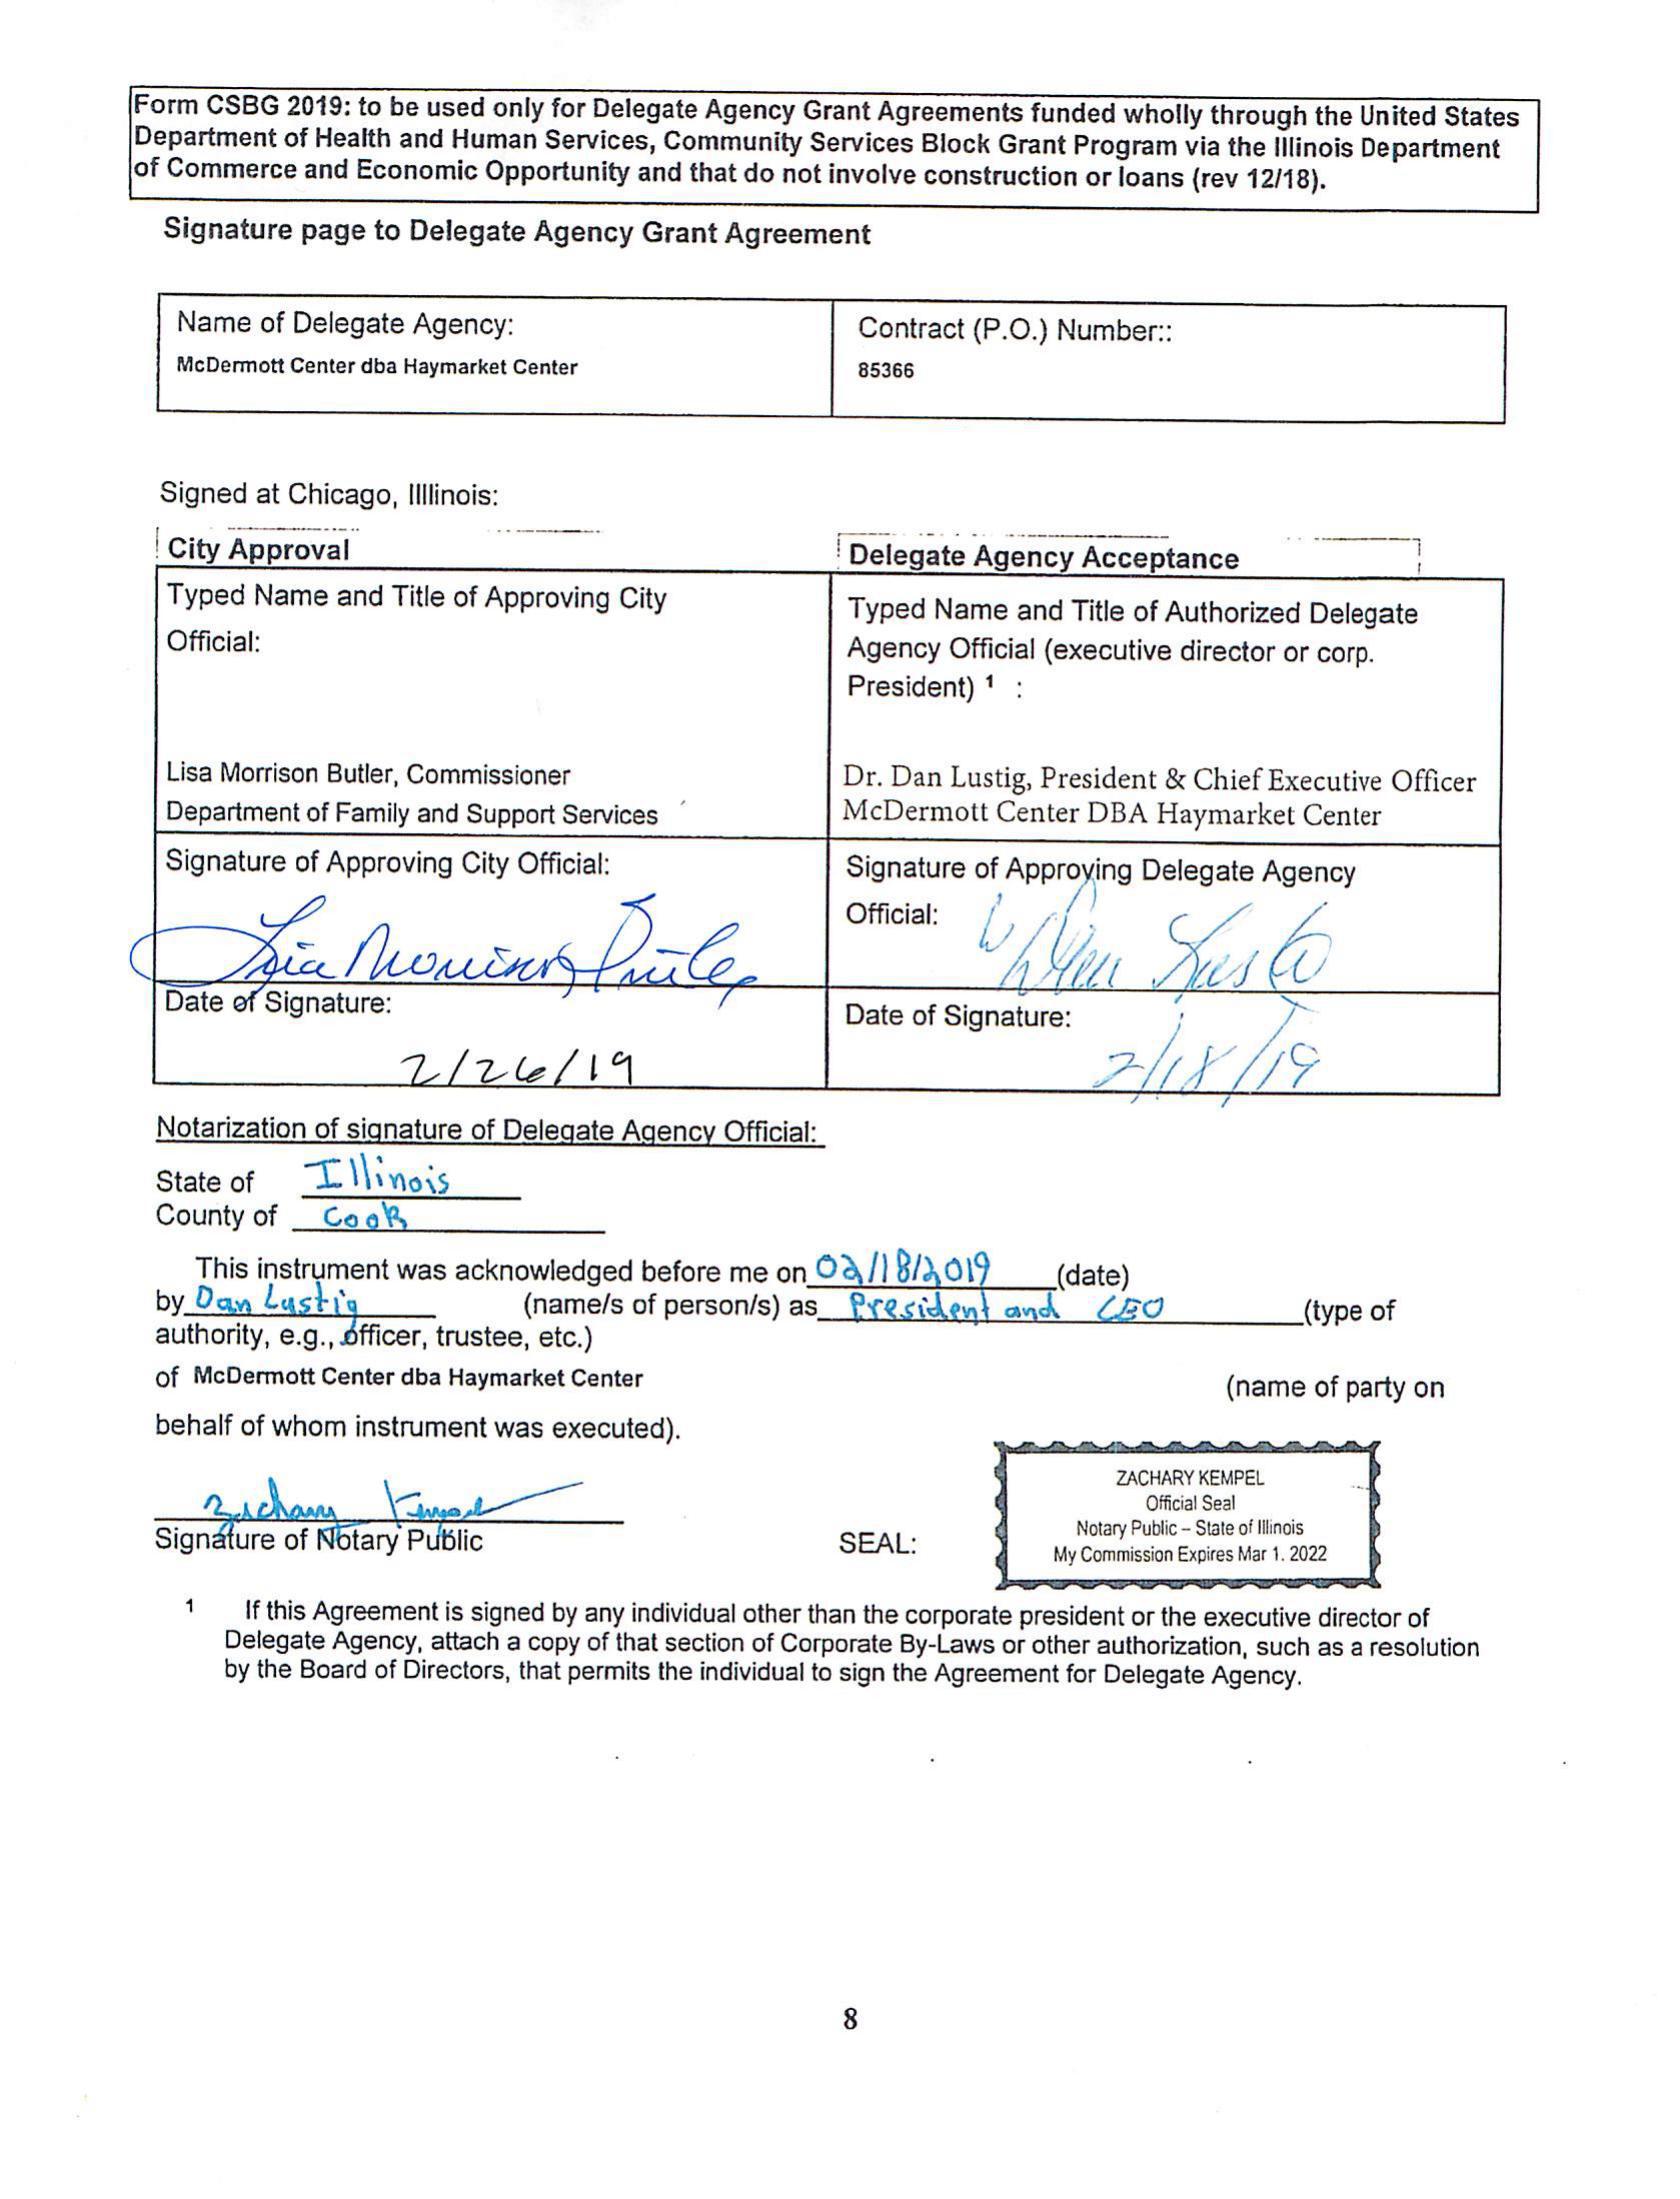 Form CSBG 2019: to be used only for Delegate Agency Grant Agreements funded wholly through the United States
Department of Health and Human Services, Community Services Block Grant Program via the Illinois Department
of Commerce and Economic Opportunity and that do not involve construction or loans (rev 12/18).
Signature page to Delegate Agency Grant Agreement
Name of Delegate Agency:
McDermott Center dba Haymarket Center
Contract (P.O.) Number::
85366
Signed at Chicago, Illlinois:
City Approval
Typed Name and Title of Approving City
Official:
Lisa Morrison Butler, Commissioner
Department of Family and Support Services
Delegate Agency Acceptance
Typed Name and Title of Authorized Delegate
Agency Official (executive director or corp.
President) ¹ :
Dr. Dan Lustig, President & Chief Executive Officer
McDermott Center DBA Haymarket Center
Signature of Approving City Official:
Lisa Morrison Butler
Date of Signature:
2/26/19
Signature of Approving Delegate Agency
Official:
Date of Signature:
2/18/19
Notarization of signature of Delegate Agency Official:
State of Illinois
County of Cook
This instrument was acknowledged before me on 02/18/2019 (date)
by Dan Lustig (name/s of person/s) as President and CEO (type of
authority, e.g., officer, trustee, etc.)
of McDermott Center dba Haymarket Center (name of party on
behalf of whom instrument was executed).
Zachary Kempel
Signature of Notary Public
SEAL:
ZACHARY KEMPEL
Official Seal
Notary Public – State of Illinois
My Commission Expires Mar 1. 2022
1 If this Agreement is signed by any individual other than the corporate president or the executive director of
Delegate Agency, attach a copy of that section of Corporate By-Laws or other authorization, such as a resolution
by the Board of Directors, that permits the individual to sign the Agreement for Delegate Agency.
8